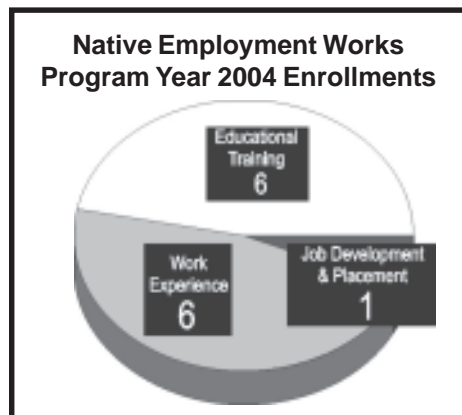 Native Employment Works
Program Year 2004 Enrollments
Educational
Training
6
Work
Experience
6
Job Development
& Placement
1